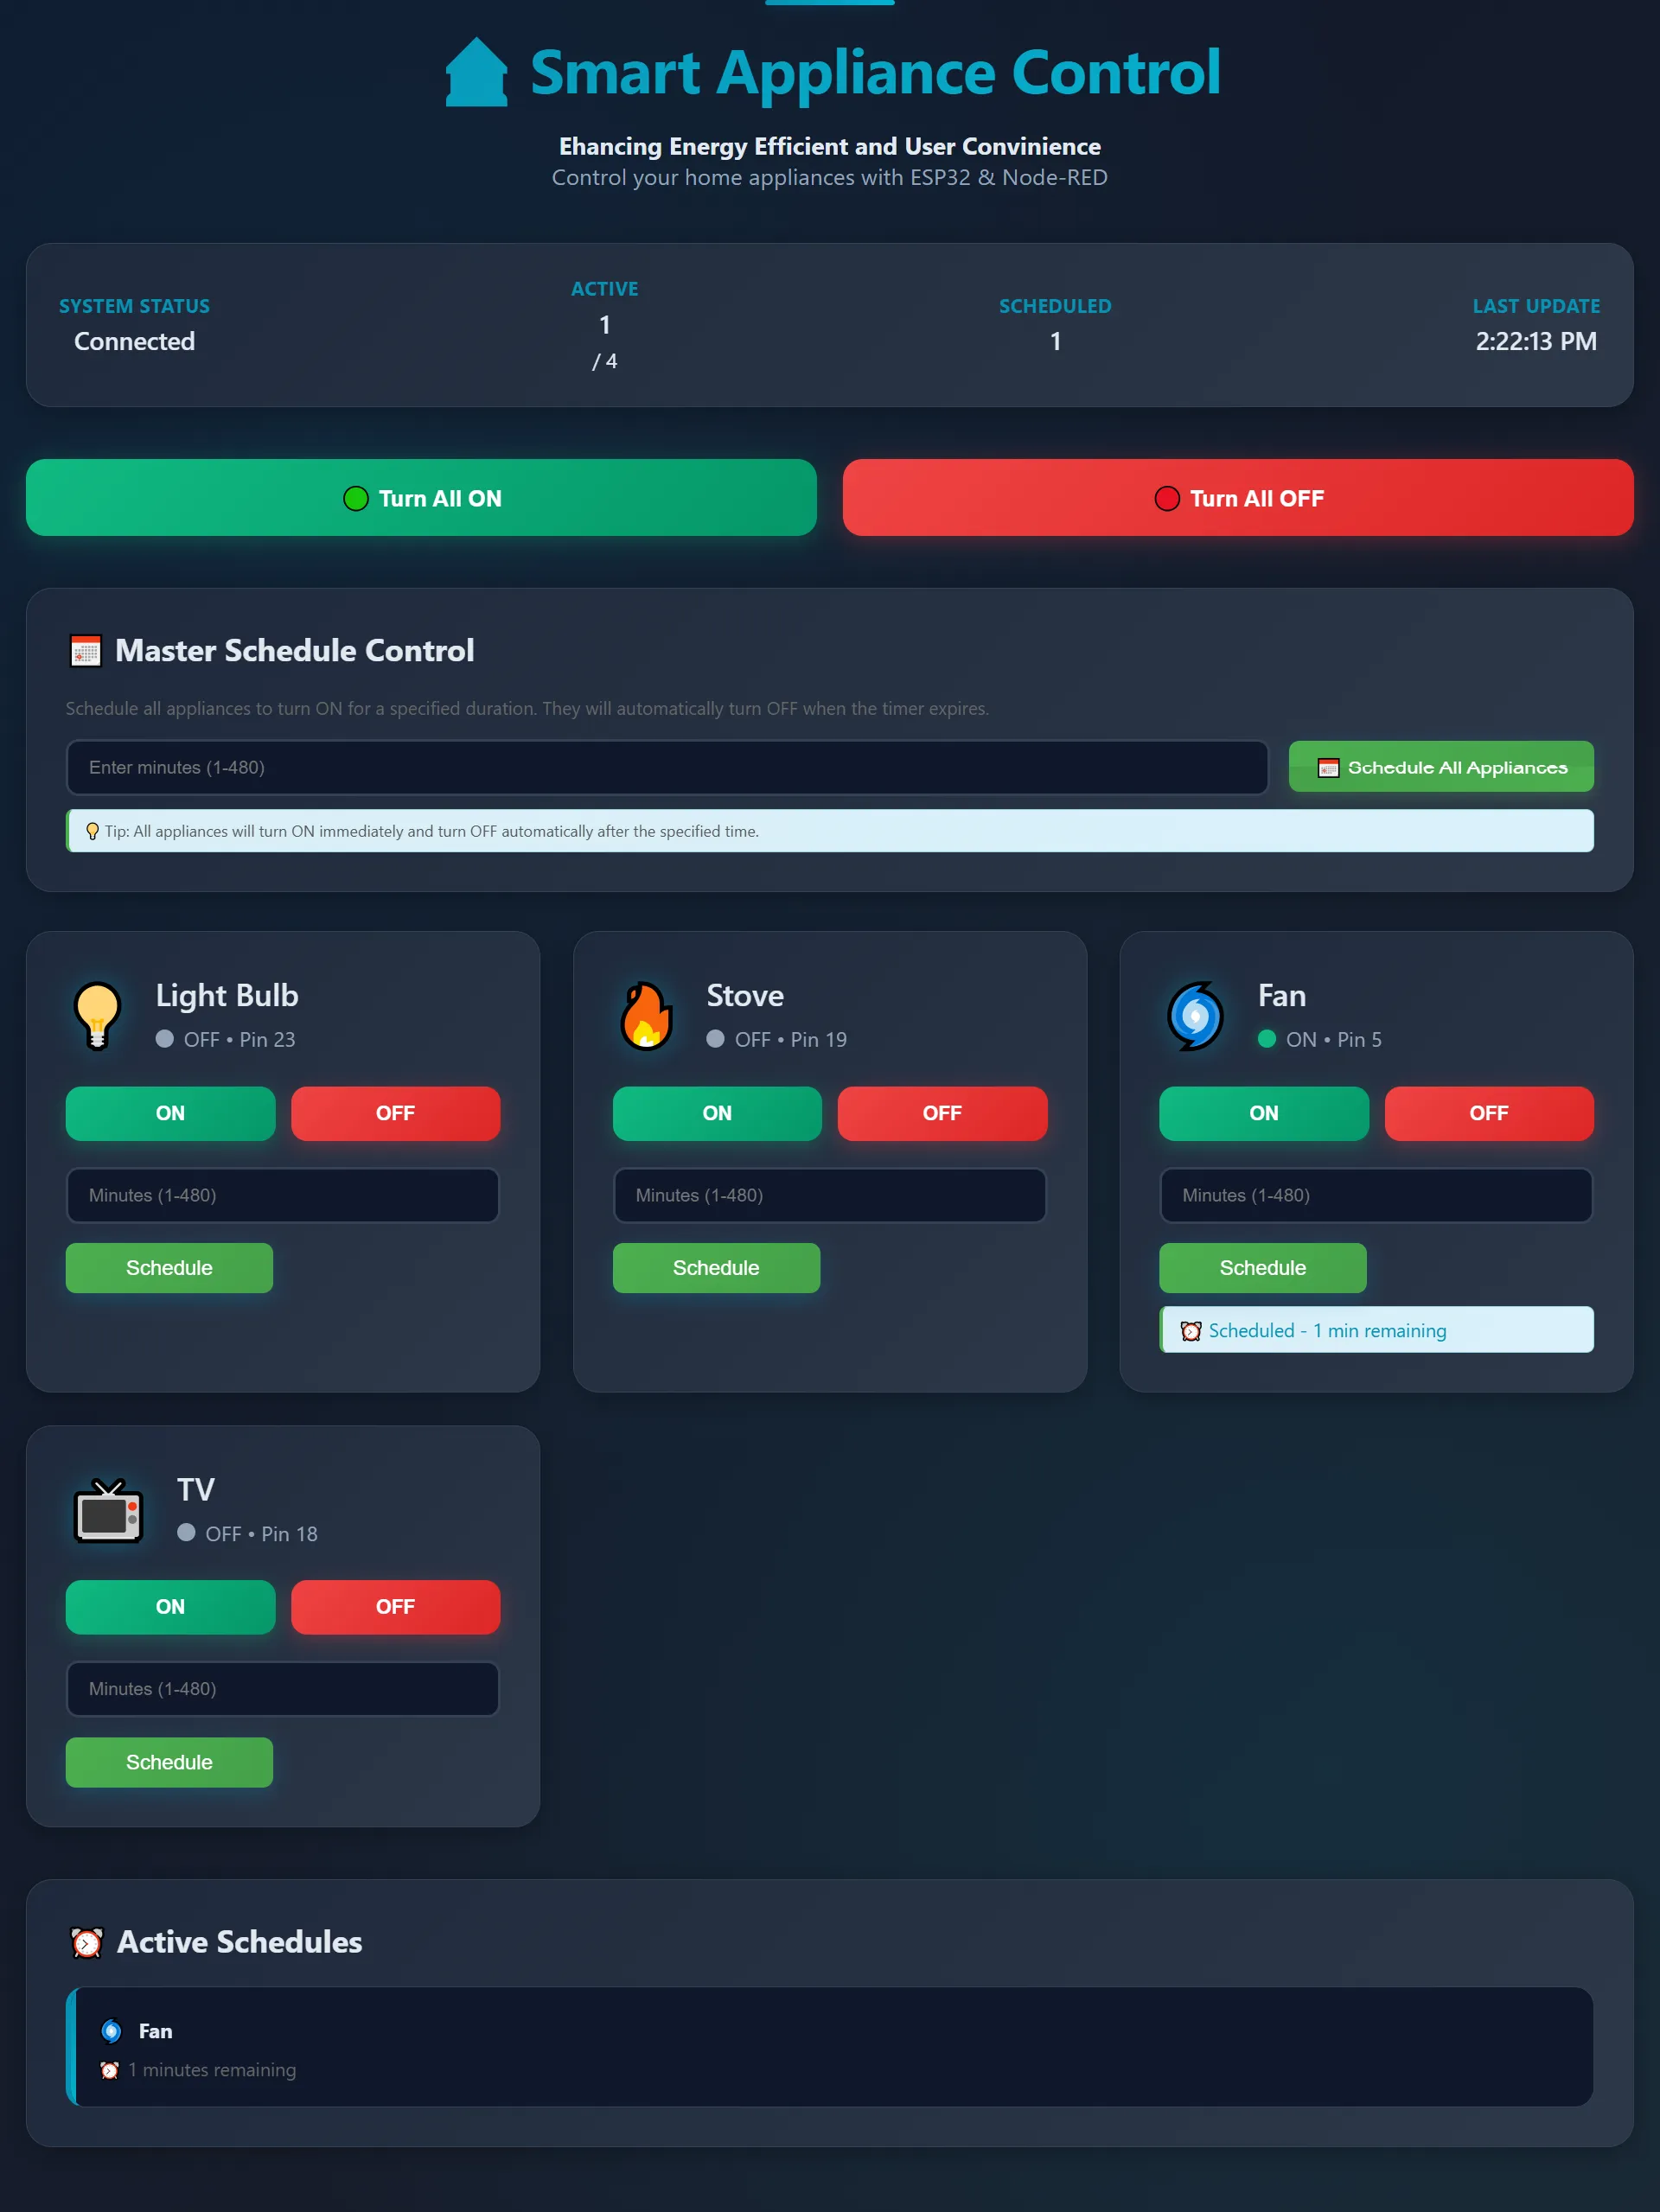 Smart Appliance Control
Ehancing Energy Efficient and User Convinience
Control your home appliances with ESP32 & Node-RED
SYSTEM STATUS
Connected
ACTIVE
1
/ 4
SCHEDULED
1
LAST UPDATE
2:22:13 PM
Turn All ON
Turn All OFF
Master Schedule Control
Schedule all appliances to turn ON for a specified duration. They will automatically turn OFF when the timer expires.
Enter minutes (1-480)
Schedule All Appliances
Tip: All appliances will turn ON immediately and turn OFF automatically after the specified time.
Light Bulb
OFF • Pin 23
ON
OFF
Minutes (1-480)
Schedule
Stove
OFF • Pin 19
ON
OFF
Minutes (1-480)
Schedule
Fan
ON • Pin 5
ON
OFF
Minutes (1-480)
Schedule
Scheduled - 1 min remaining
TV
OFF • Pin 18
ON
OFF
Minutes (1-480)
Schedule
Active Schedules
Fan
1 minutes remaining